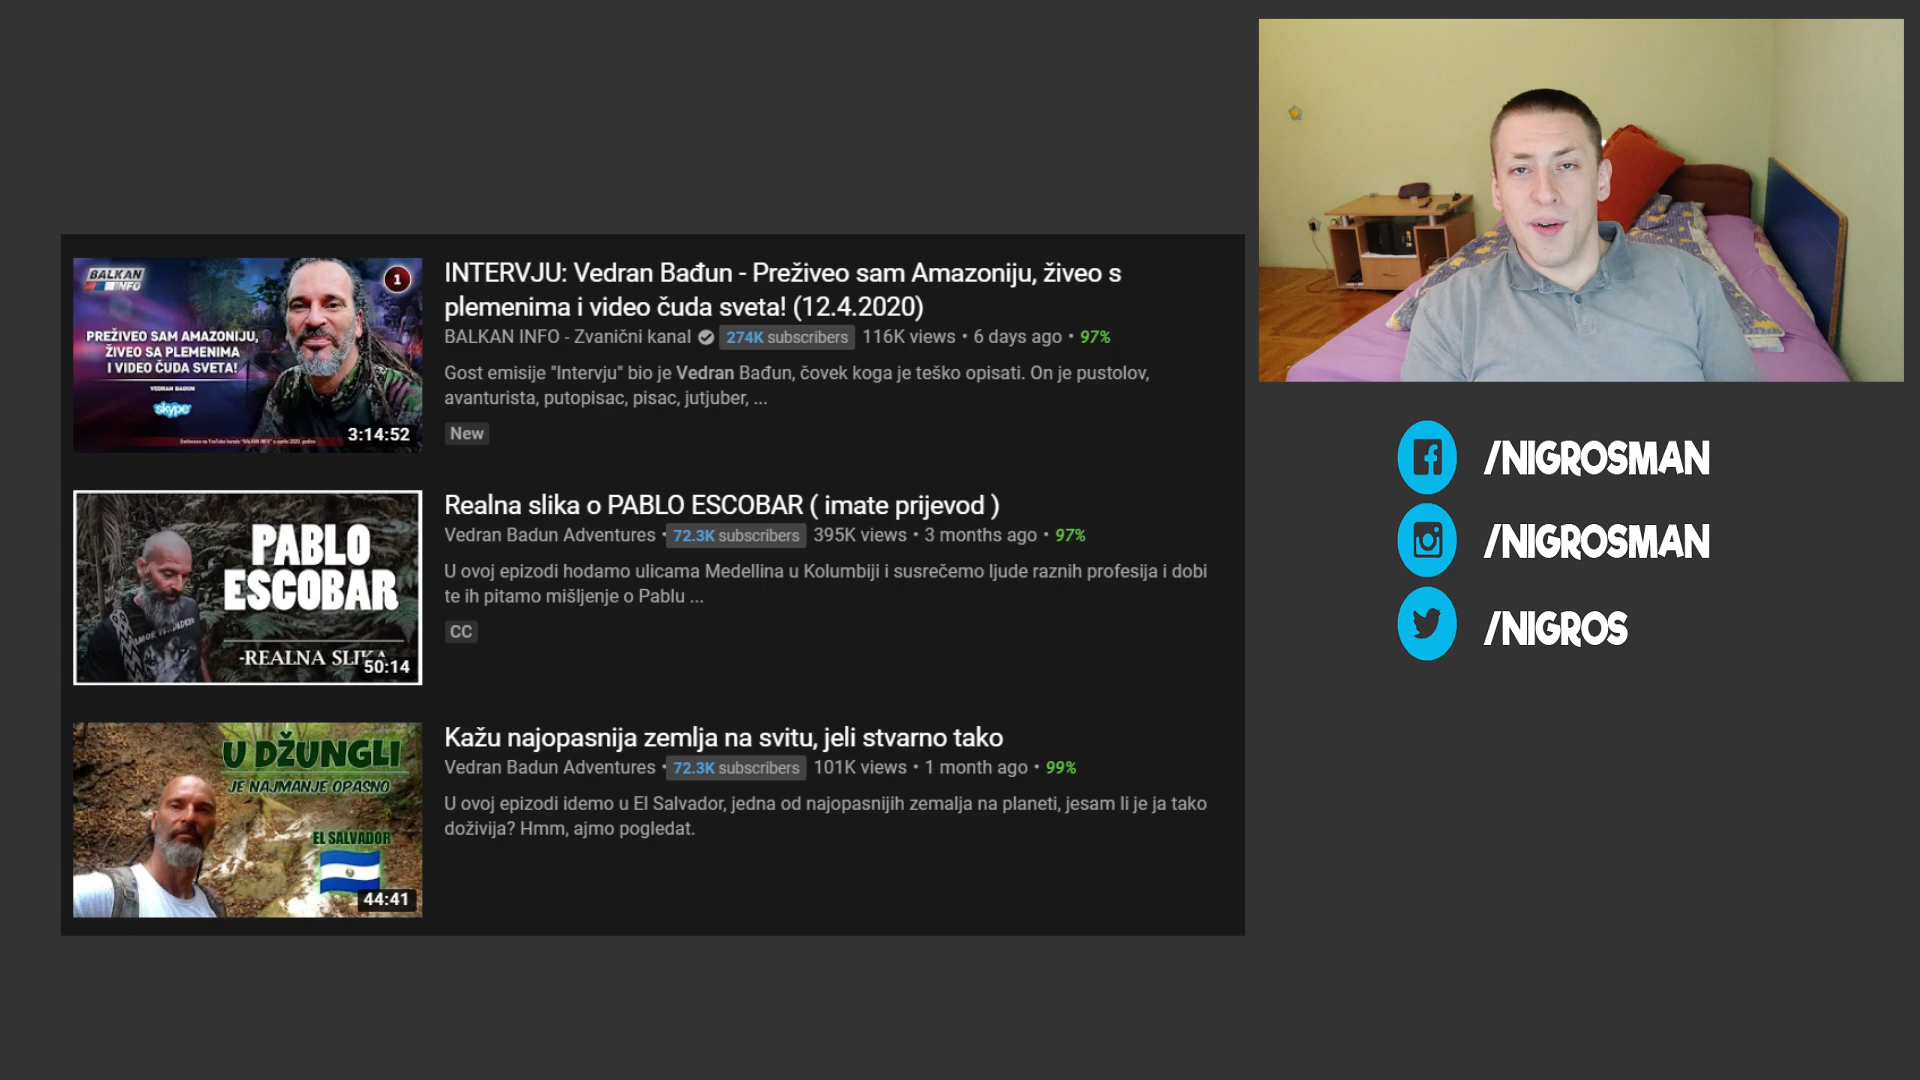 BALKAN
INFO
1
PREŽIVEO SAM AMAZONIJU,
ŽIVEO SA PLEMENIMA
I VIDEO ČUDA SVETA!
VEDRAN BAĐUN
skype
3:14:52
INTERVJU: Vedran Bađun - Preživeo sam Amazoniju, živeo s
plemenima i video čuda sveta! (12.4.2020)
BALKAN INFO - Zvanični kanal 274K subscribers 116K views • 6 days ago • 97%
Gost emisije "Intervju" bio je Vedran Bađun, čovek koga je teško opisati. On je pustolov,
avanturista, putopisac, pisac, jutjuber, ...
New
PABLO
ESCOBAR
-REALNA SLIKA
50:14
Realna slika o PABLO ESCOBAR ( imate prijevod )
Vedran Badun Adventures • 72.3K subscribers 395K views • 3 months ago • 97%
U ovoj epizodi hodamo ulicama Medellina u Kolumbiji i susrečemo ljude raznih profesija i dobi
te ih pitamo mišljenje o Pablu ...
CC
U DŽUNGLI
JE NAJMANJE OPASNO
EL SALVADOR
44:41
Kažu najopasnija zemlja na svitu, jeli stvarno tako
Vedran Badun Adventures • 72.3K subscribers 101K views • 1 month ago • 99%
U ovoj epizodi idemo u El Salvador, jedna od najopasnijih zemalja na planeti, jesam li je ja tako
doživija? Hmm, ajmo pogledat.
/NIGROSMAN
/NIGROSMAN
/NIGROS